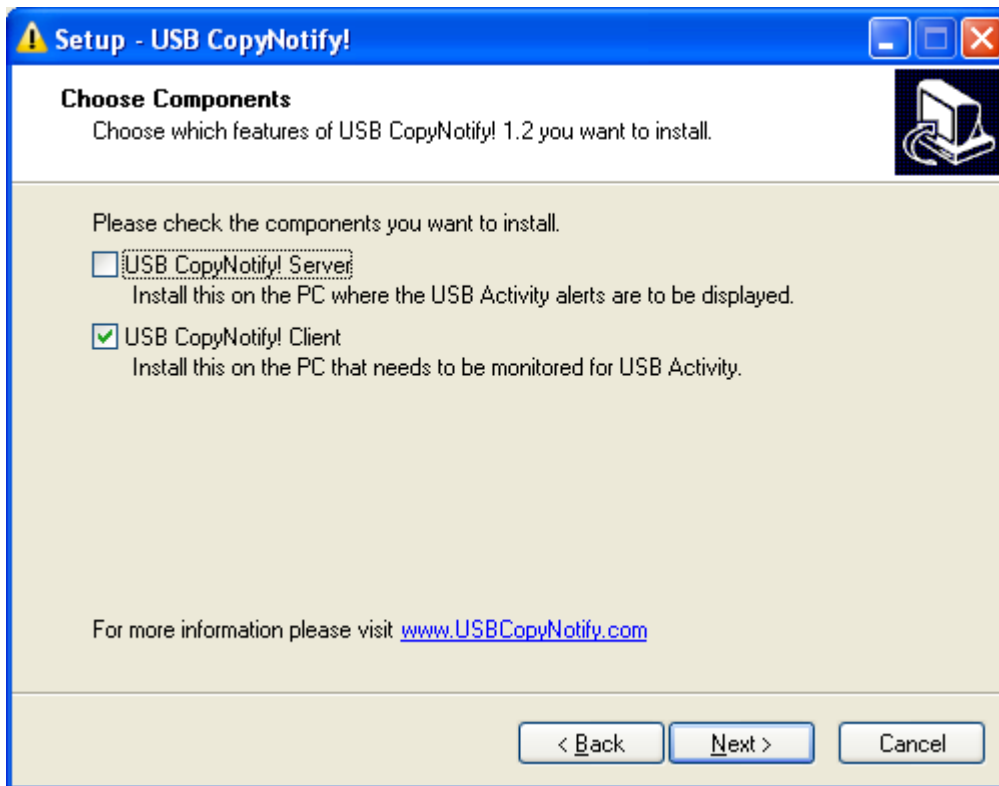 Setup - USB CopyNotify!
Choose Components
Choose which features of USB CopyNotify! 1.2 you want to install.
Please check the components you want to install.
USB CopyNotify! Server
Install this on the PC where the USB Activity alerts are to be displayed.
USB CopyNotify! Client
Install this on the PC that needs to be monitored for USB Activity.
For more information please visit www.USBCopyNotify.com
< Back Next > Cancel